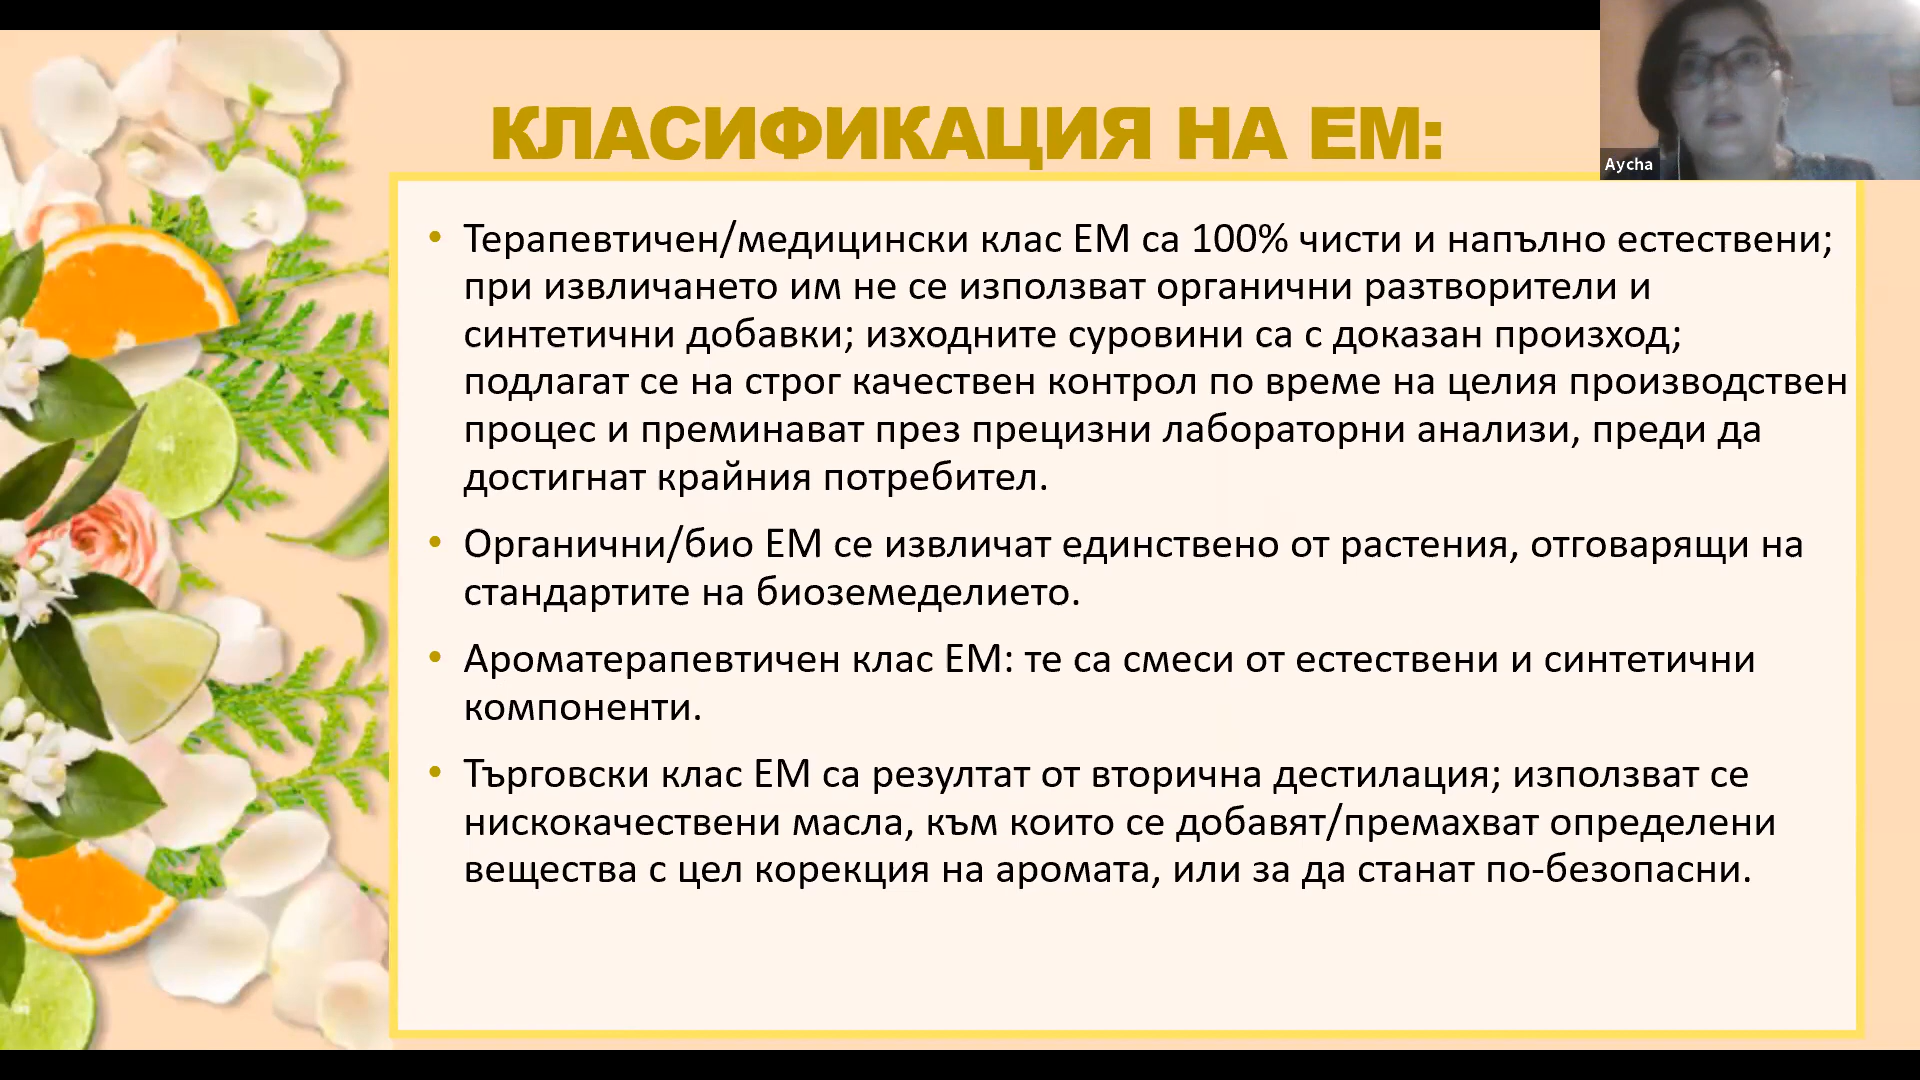 КЛАСИФИКАЦИЯ НА ЕМ:
Aycha
• Терапевтичен/медицински клас ЕМ са 100% чисти и напълно естествени;
при извличането им не се използват органични разтворители и
синтетични добавки; изходните суровини са с доказан произход;
подлагат се на строг качествен контрол по време на целия производствен
процес и преминават през прецизни лабораторни анализи, преди да
достигнат крайния потребител.
• Органични/био ЕМ се извличат единствено от растения, отговарящи на
стандартите на биоземеделието.
• Ароматерапевтичен клас ЕМ: те са смеси от естествени и синтетични
компоненти.
• Търговски клас ЕМ са резултат от вторична дестилация; използват се
нискокачествени масла, към които се добавят/премахват определени
вещества с цел корекция на аромата, или за да станат по-безопасни.